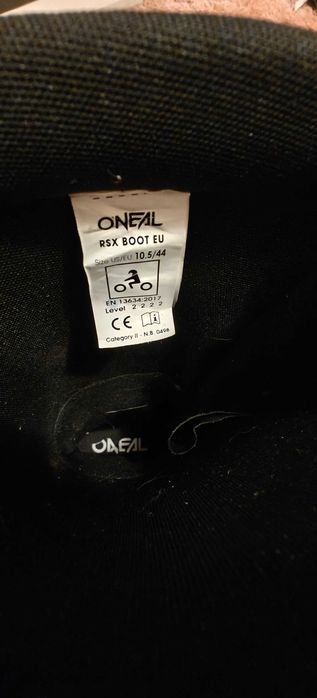 ONEAL
RSX BOOT EU
Size US/EU 10.5/44
EN 13634:2017
Level 2 2 2 2
CE i
Category II - N.B. 0498
ONEAL